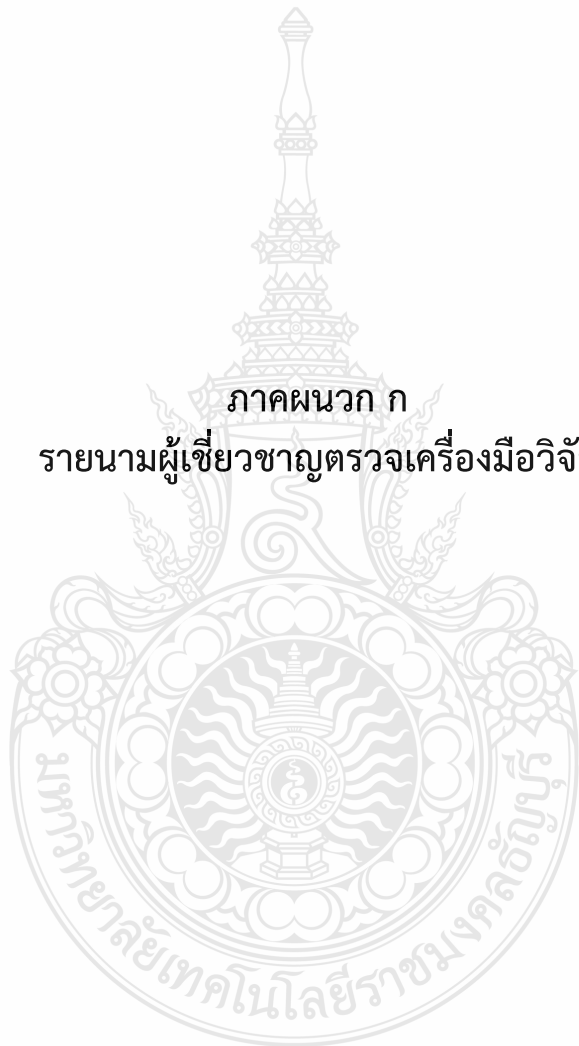 ภาคผนวก ก
รายนามผู้เชี่ยวชาญตรวจเครื่องมือวิจั
มหาวิทยาลัยเทคโนโลยีราชมงคลธัญบุรี